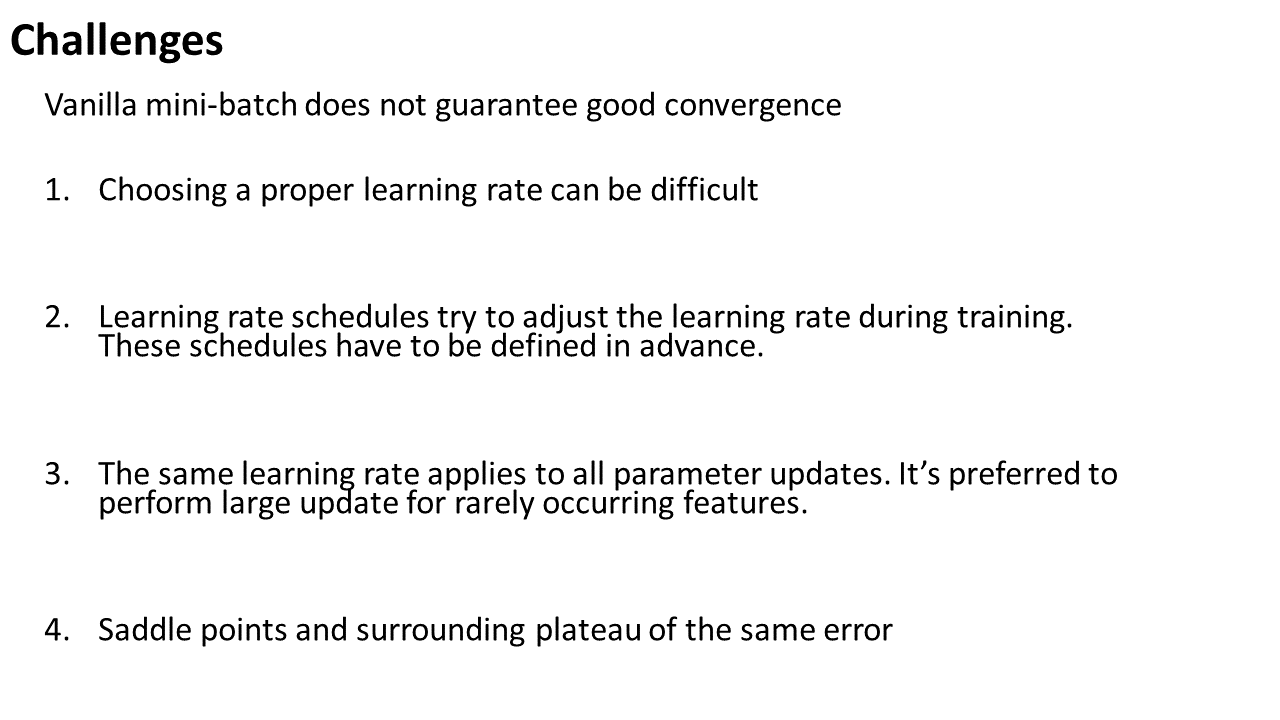 Challenges
Vanilla mini-batch does not guarantee good convergence
1. Choosing a proper learning rate can be difficult
2. Learning rate schedules try to adjust the learning rate during training.
These schedules have to be defined in advance.
3. The same learning rate applies to all parameter updates. It’s preferred to
perform large update for rarely occurring features.
4. Saddle points and surrounding plateau of the same error